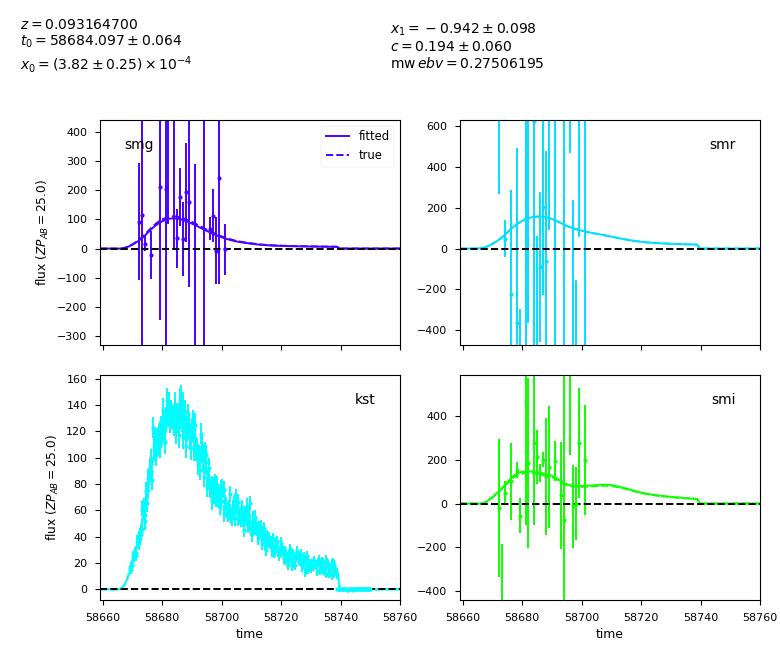 z = 0.093164700
t₀ = 58684.097 ± 0.064
x₀ = (3.82 ± 0.25) × 10⁻⁴
x₁ = −0.942 ± 0.098
c = 0.194 ± 0.060
mw ebv = 0.27506195
smg
fitted
true
400
300
200
100
0
−100
−200
−300
flux (ZP_AB = 25.0)
smr
600
400
200
0
−200
−400
kst
160
140
120
100
80
60
40
20
0
flux (ZP_AB = 25.0)
58660 58680 58700 58720 58740 58760
time
smi
400
200
0
−200
−400
58660 58680 58700 58720 58740 58760
time